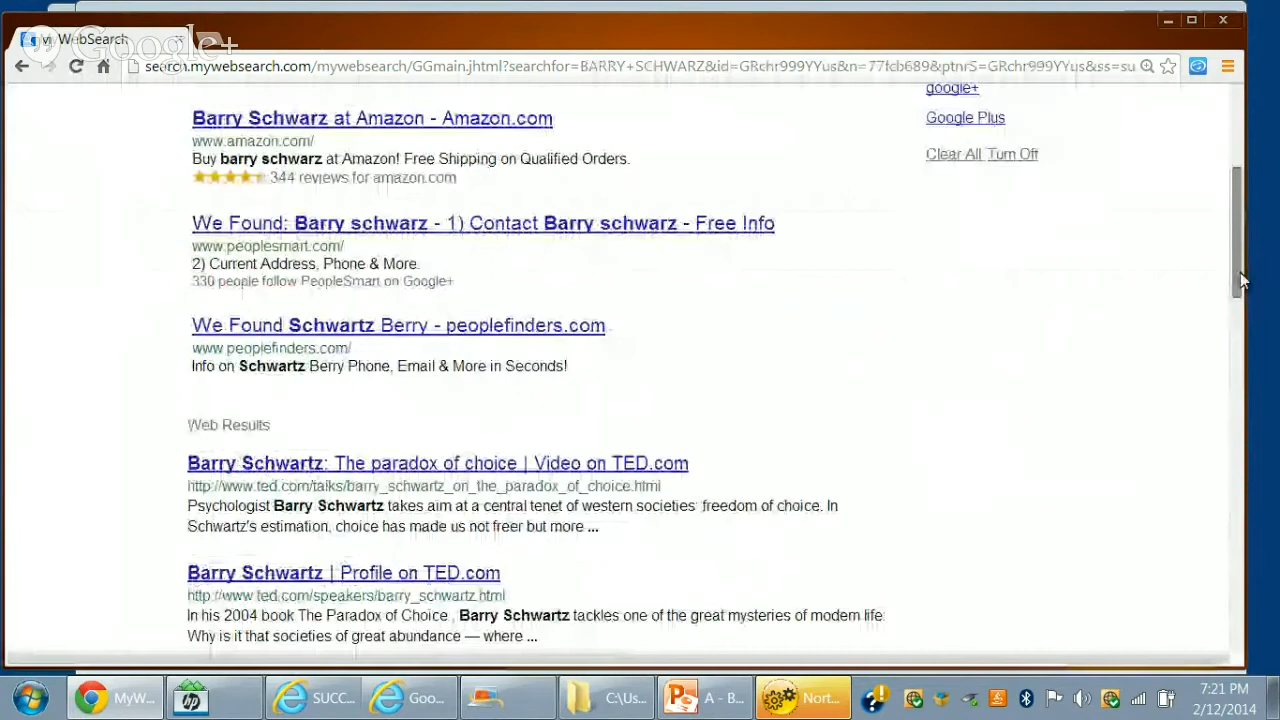 WebSearch
Google+
search.mywebsearch.com/mywebsearch/GGmain.jhtml?searchfor=BARRY+SCHWARZ&id=GRchr999YYus&n=77fcb689&ptnrS=GRchr999YYus&ss=su
google+
Barry Schwarz at Amazon - Amazon.com
Google Plus
www.amazon.com/
Buy barry schwarz at Amazon! Free Shipping on Qualified Orders.
Clear All Turn Off
344 reviews for amazon.com
We Found: Barry schwarz - 1) Contact Barry schwarz - Free Info
www.peoplesmart.com/
2) Current Address, Phone & More.
330 people follow PeopleSmart on Google+
We Found Schwartz Berry - peoplefinders.com
www.peoplefinders.com/
Info on Schwartz Berry Phone, Email & More in Seconds!
Web Results
Barry Schwartz: The paradox of choice | Video on TED.com
http://www.ted.com/talks/barry_schwartz_on_the_paradox_of_choice.html
Psychologist Barry Schwartz takes aim at a central tenet of western societies: freedom of choice. In
Schwartz's estimation, choice has made us not freer but more ...
Barry Schwartz | Profile on TED.com
http://www.ted.com/speakers/barry_schwartz.html
In his 2004 book The Paradox of Choice , Barry Schwartz tackles one of the great mysteries of modern life:
Why is it that societies of great abundance — where ...
MyW...
SUCC...
Goo...
C:\Us...
A - B...
Nort...
7:21 PM
2/12/2014